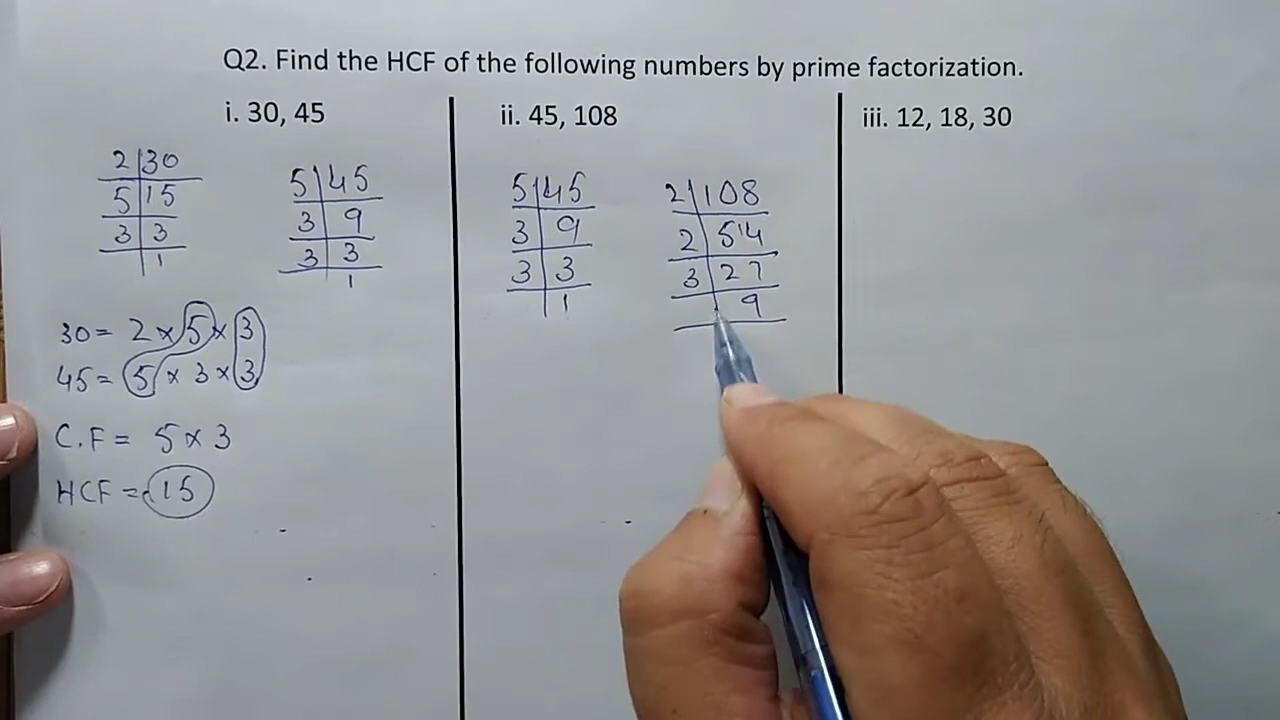 Q2. Find the HCF of the following numbers by prime factorization.
i. 30, 45
2 | 30
5 | 15
3 | 3
1
5 | 45
3 | 9
3 | 3
1
30 = 2 × 5 × 3
45 = 5 × 3 × 3
C.F = 5 × 3
HCF = 15
ii. 45, 108
5 | 45
3 | 9
3 | 3
1
2 | 108
2 | 54
3 | 27
9
iii. 12, 18, 30